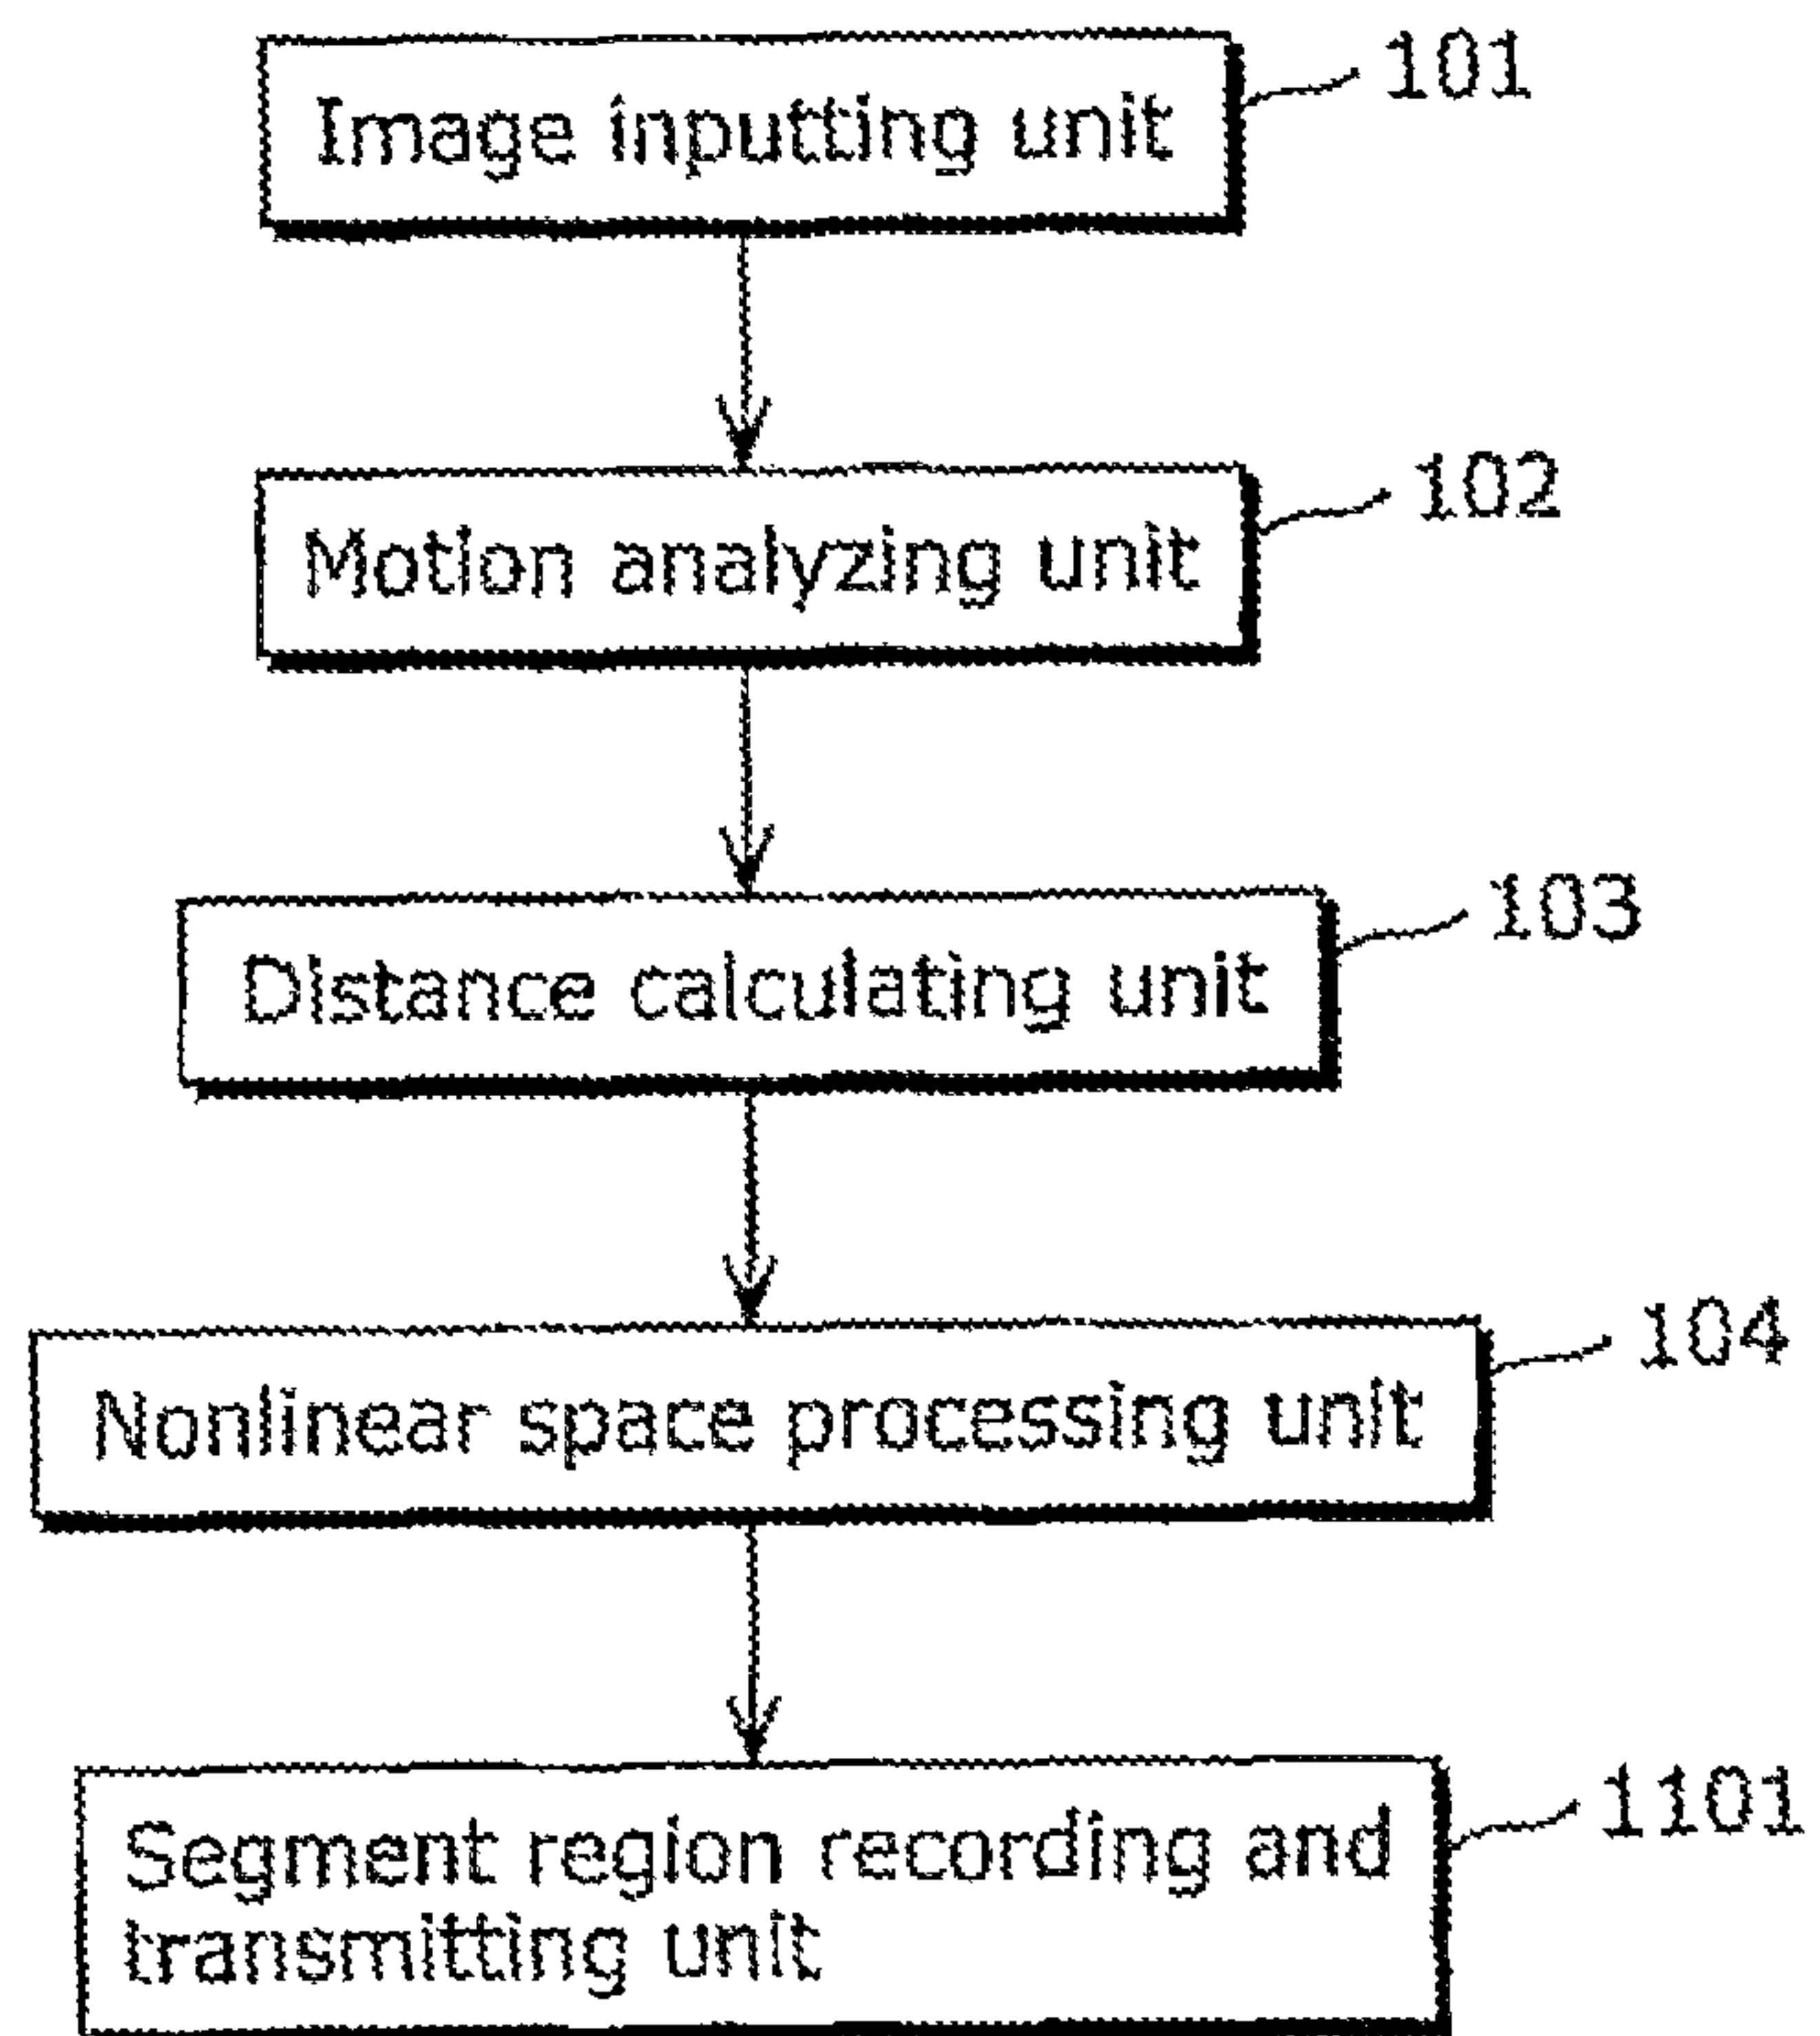 Image inputting unit
101
Motion analyzing unit
102
Distance calculating unit
103
Nonlinear space processing unit
104
Segment region recording and
transmitting unit
1101